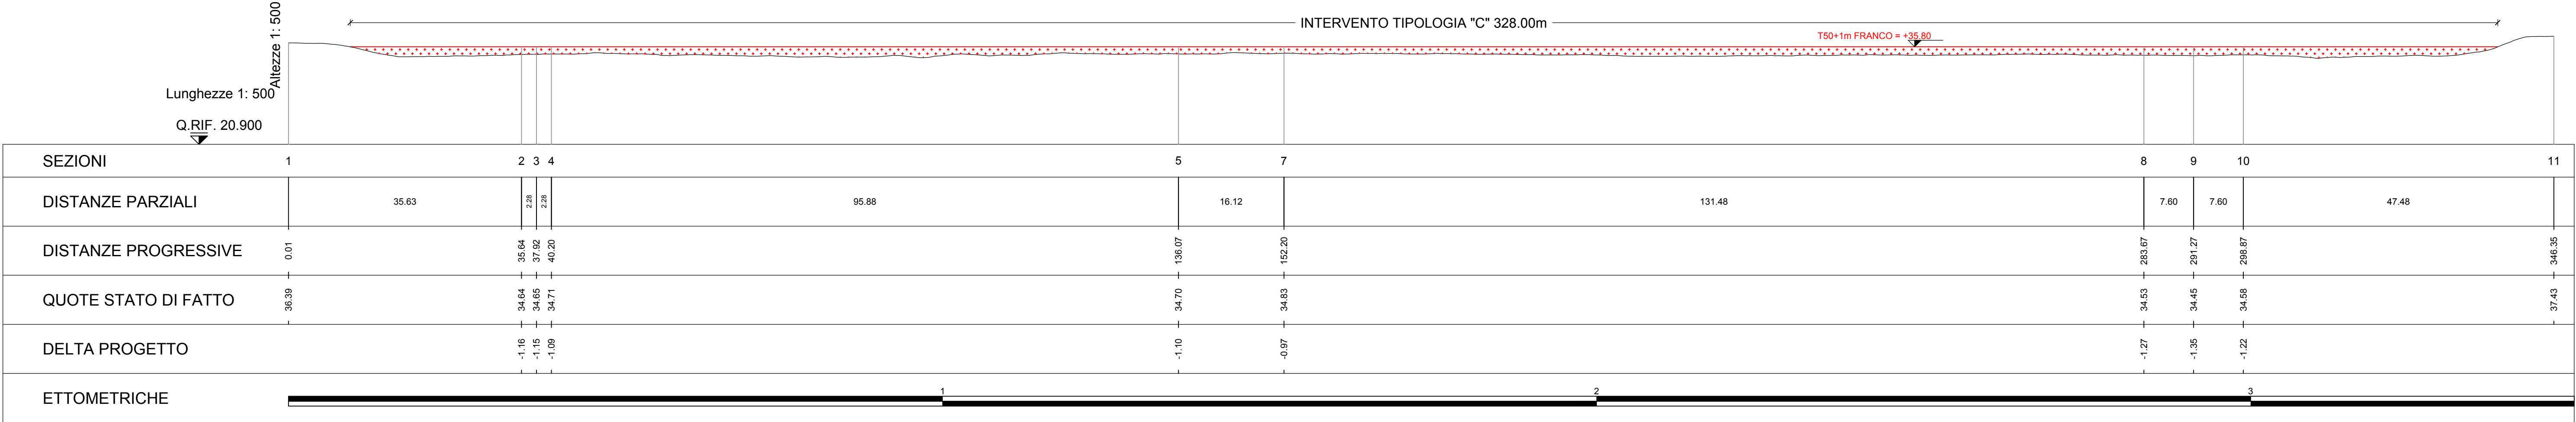 Altezze 1: 500
INTERVENTO TIPOLOGIA "C" 328.00m
T50+1m FRANCO = +35.80
Lunghezze 1: 500
Q.RIF. 20.900
SEZIONI 1 2 3 4 5 7 8 9 10 11
DISTANZE PARZIALI 35.63 2.28 2.28 95.88 16.12 131.48 7.60 7.60 47.48
DISTANZE PROGRESSIVE 0.01 35.64 37.92 40.20 136.07 152.20 283.67 291.27 298.87 346.35
QUOTE STATO DI FATTO 36.39 34.64 34.65 34.71 34.70 34.83 34.53 34.45 34.58 37.43
DELTA PROGETTO -1.16 -1.15 -1.09 -1.10 -0.97 -1.27 -1.35 -1.22
ETTOMETRICHE 1 2 3